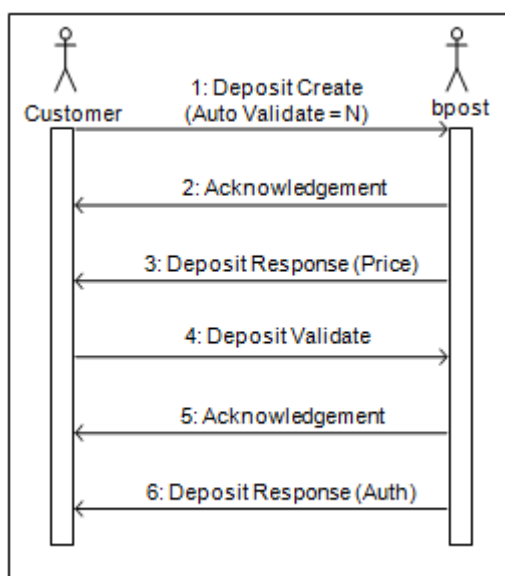 Customer
bpost
1: Deposit Create
(Auto Validate = N)
2: Acknowledgement
3: Deposit Response (Price)
4: Deposit Validate
5: Acknowledgement
6: Deposit Response (Auth)